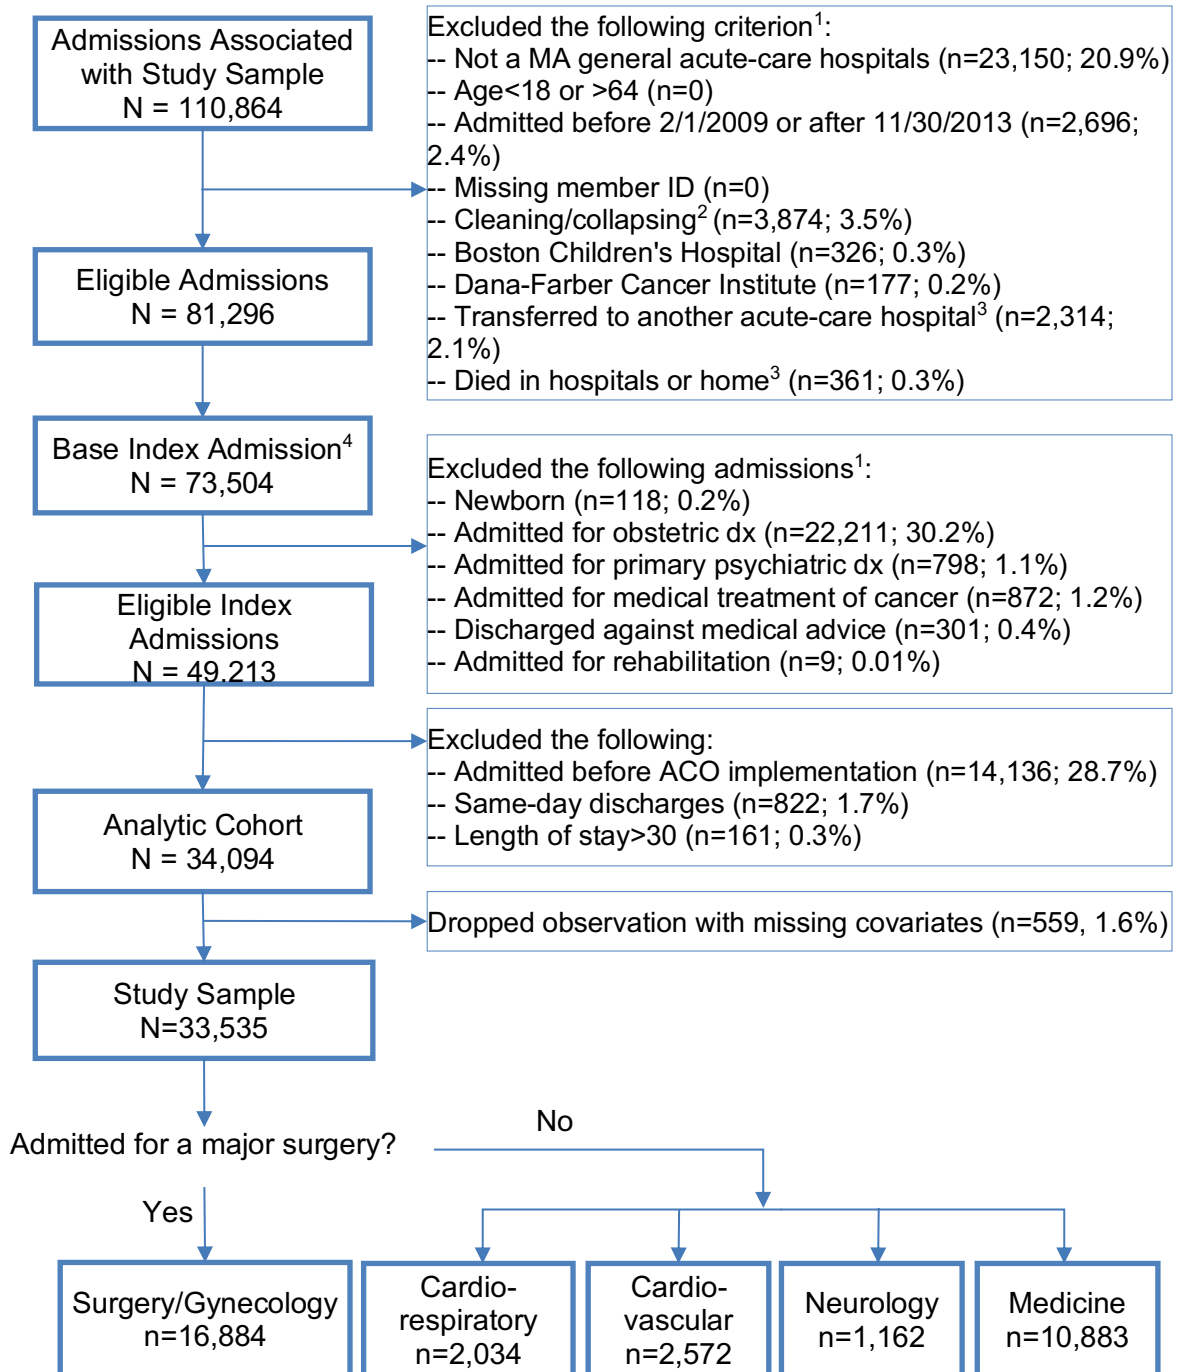 Admissions Associated
with Study Sample
N = 110,864
Excluded the following criterion¹:
-- Not a MA general acute-care hospitals (n=23,150; 20.9%)
-- Age<18 or >64 (n=0)
-- Admitted before 2/1/2009 or after 11/30/2013 (n=2,696;
2.4%)
-- Missing member ID (n=0)
-- Cleaning/collapsing² (n=3,874; 3.5%)
-- Boston Children's Hospital (n=326; 0.3%)
-- Dana-Farber Cancer Institute (n=177; 0.2%)
-- Transferred to another acute-care hospital³ (n=2,314;
2.1%)
-- Died in hospitals or home³ (n=361; 0.3%)
Eligible Admissions
N = 81,296
Base Index Admission⁴
N = 73,504
Excluded the following admissions¹:
-- Newborn (n=118; 0.2%)
-- Admitted for obstetric dx (n=22,211; 30.2%)
-- Admitted for primary psychiatric dx (n=798; 1.1%)
-- Admitted for medical treatment of cancer (n=872; 1.2%)
-- Discharged against medical advice (n=301; 0.4%)
-- Admitted for rehabilitation (n=9; 0.01%)
Eligible Index
Admissions
N = 49,213
Excluded the following:
-- Admitted before ACO implementation (n=14,136; 28.7%)
-- Same-day discharges (n=822; 1.7%)
-- Length of stay>30 (n=161; 0.3%)
Analytic Cohort
N = 34,094
Dropped observation with missing covariates (n=559, 1.6%)
Study Sample
N=33,535
Admitted for a major surgery?
No
Yes
Surgery/Gynecology
n=16,884
Cardio-
respiratory
n=2,034
Cardio-
vascular
n=2,572
Neurology
n=1,162
Medicine
n=10,883